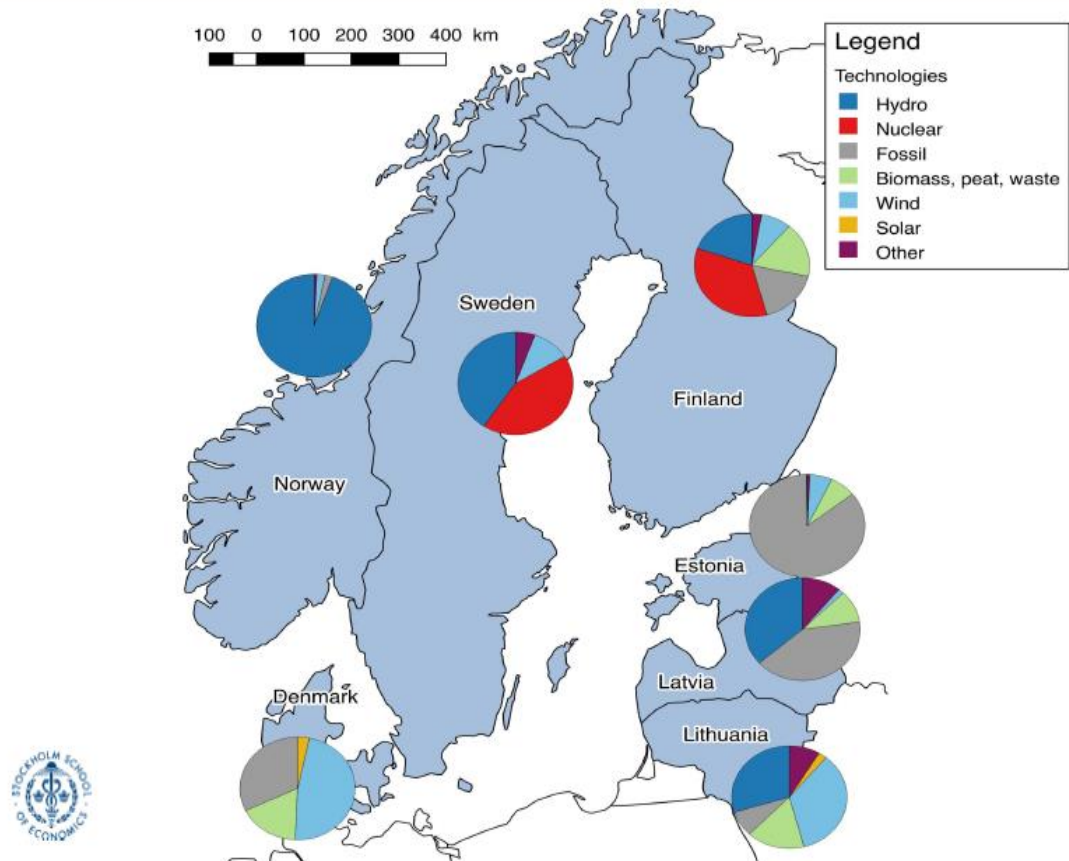 100 0 100 200 300 400 km
Legend
Technologies
Hydro
Nuclear
Fossil
Biomass, peat, waste
Wind
Solar
Other
Sweden
Finland
Norway
Estonia
Latvia
Denmark
Lithuania
STOCKHOLM SCHOOL
OF ECONOMICS